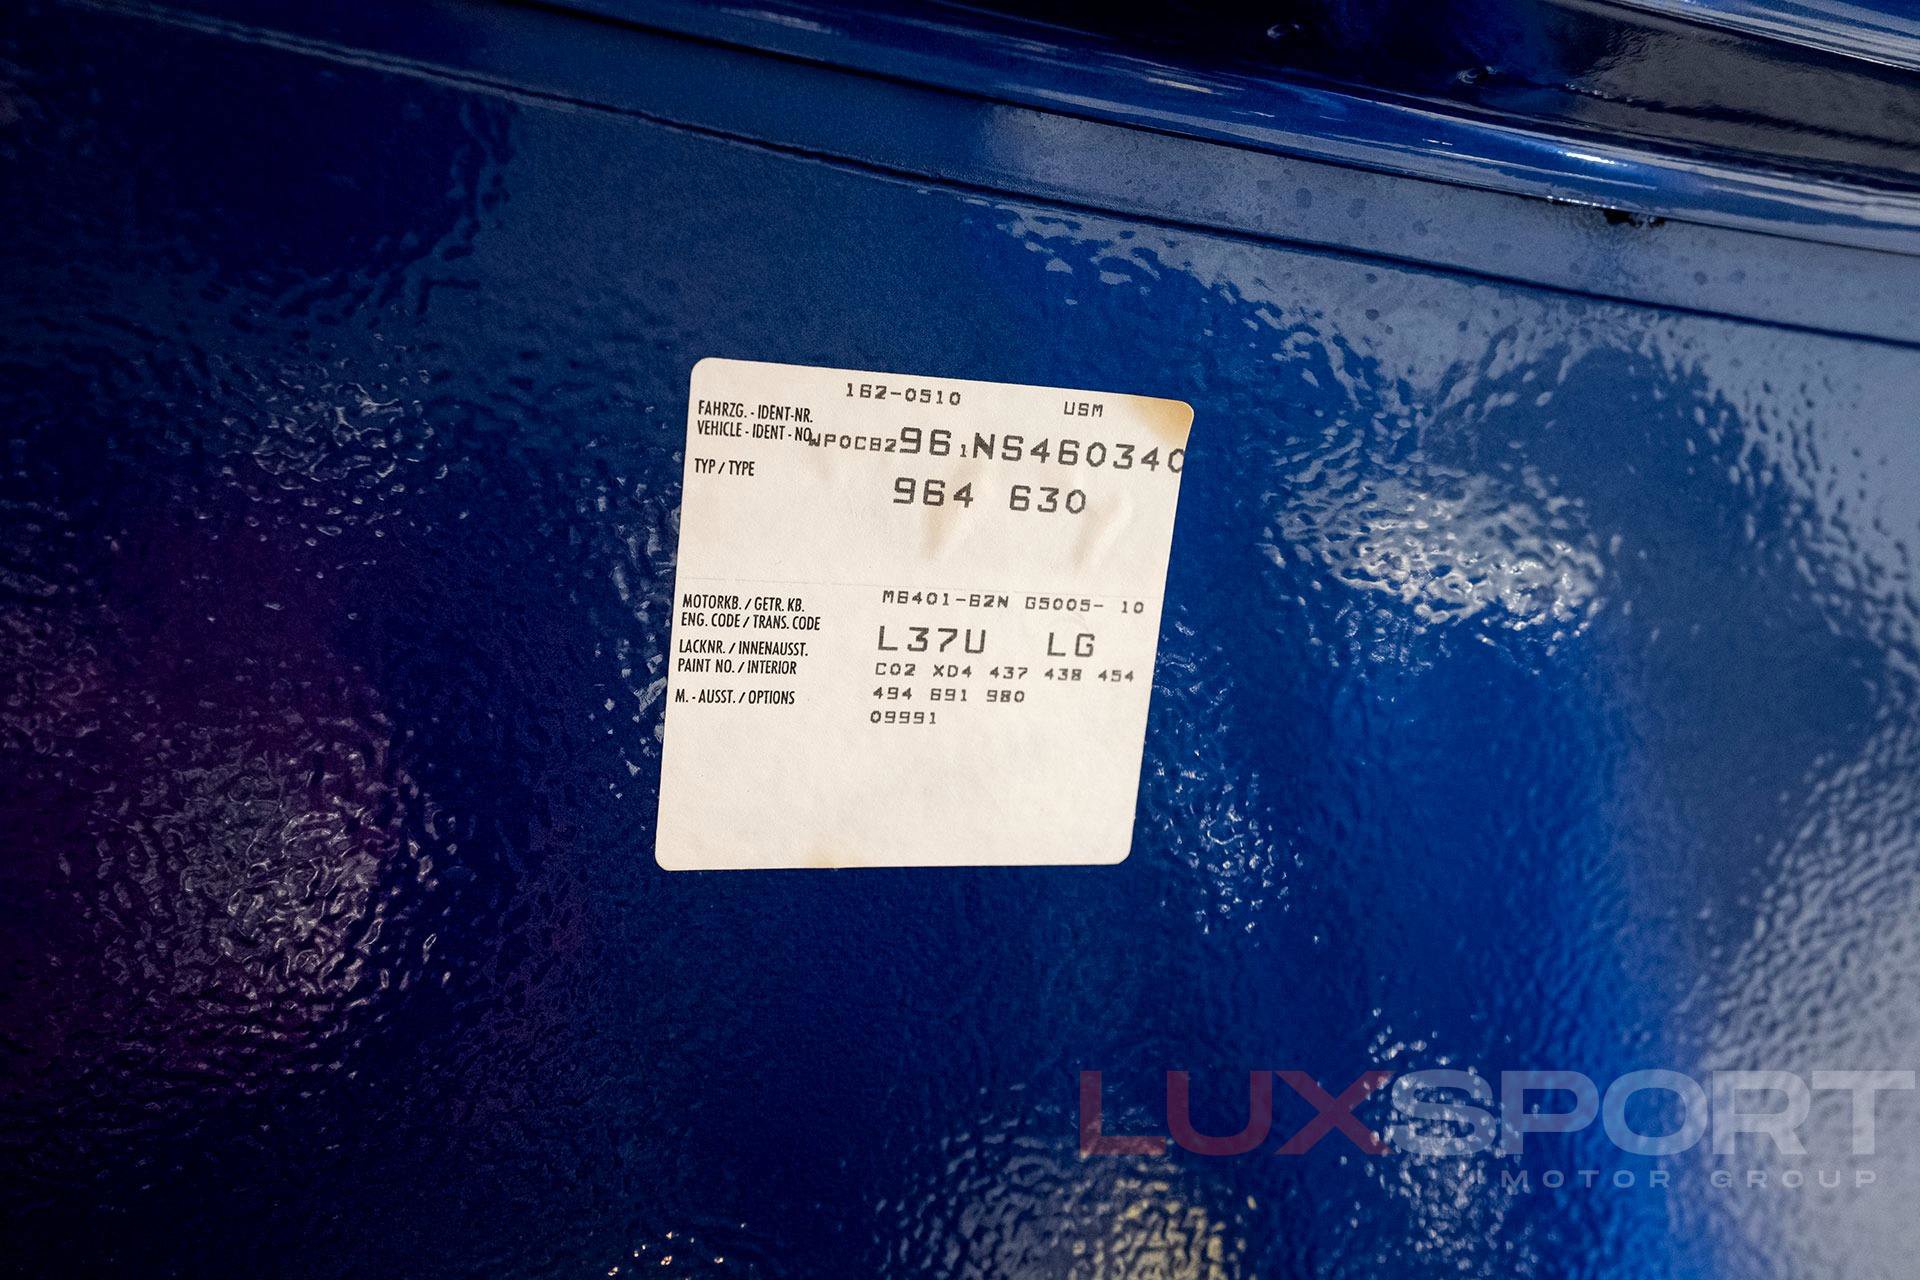 162-0510 USM
FAHRZG. - IDENT-NR.
VEHICLE - IDENT - NO. WP0CB2961NS460340
TYP / TYPE 964 630
MOTORKB. / GETR. KB. M6401-62N G5005- 10
ENG. CODE / TRANS. CODE
LACKNR. / INNENAUSST. L37U LG
PAINT NO. / INTERIOR C02 XD4 437 438 454
M. - AUSST. / OPTIONS 494 691 980
09991
LUXSPORT
MOTOR GROUP